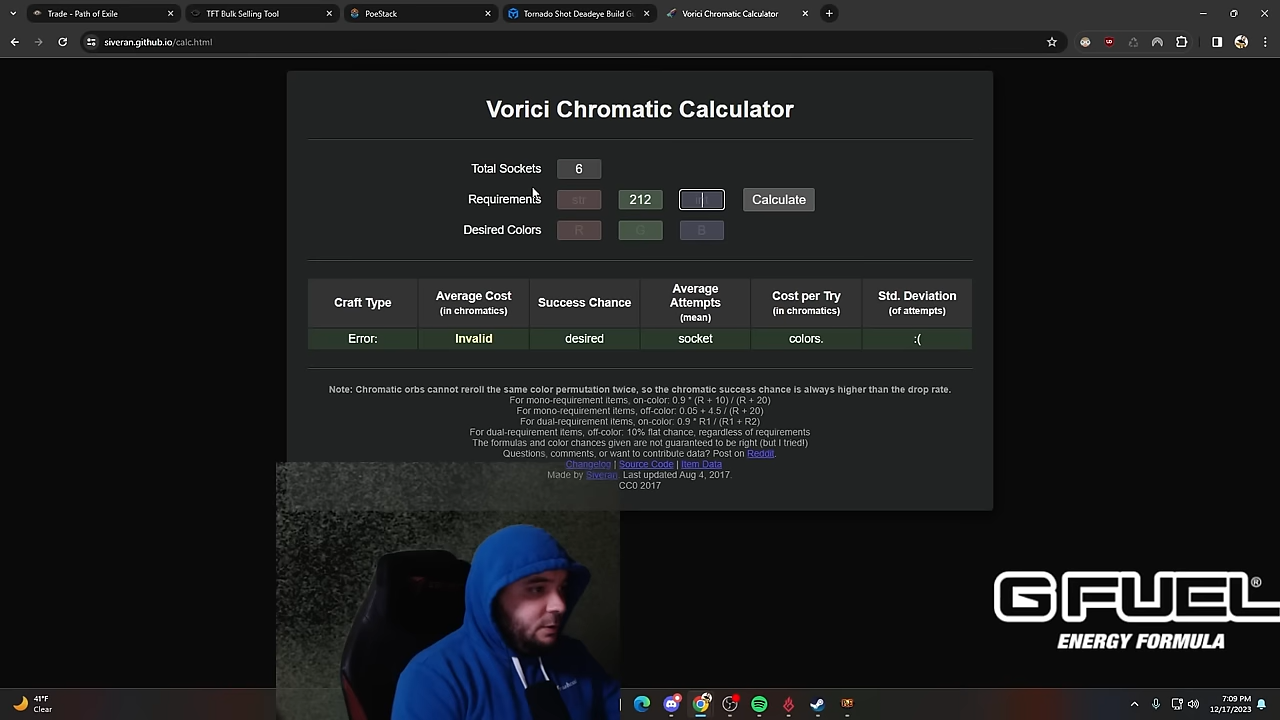 Trade - Path of Exile
TFT Bulk Selling Tool
PoeStack
Tornado Shot Deadeye Build G
Vorici Chromatic Calculator
siveran.github.io/calc.html
Vorici Chromatic Calculator
Total Sockets 6
Requirements str 212 int Calculate
Desired Colors R G B
Craft Type
Average Cost
(in chromatics)
Success Chance
Average
Attempts
(mean)
Cost per Try
(in chromatics)
Std. Deviation
(of attempts)
Error: Invalid desired socket colors. :(
Note: Chromatic orbs cannot reroll the same color permutation twice, so the chromatic success chance is always higher than the drop rate.
For mono-requirement items, on-color: 0.9 * (R + 10) / (R + 20)
For mono-requirement items, off-color: 0.05 + 4.5 / (R + 20)
For dual-requirement items, on-color: 0.9 * R1 / (R1 + R2)
For dual-requirement items, off-color: 10% flat chance, regardless of requirements
The formulas and color chances given are not guaranteed to be right (but I tried!)
Questions, comments, or want to contribute data? Post on Reddit.
Changelog | Source Code | Item Data
Made by Siveran. Last updated Aug 4, 2017.
CC0 2017
GFUEL®
ENERGY FORMULA
41°F
Clear
7:09 PM
12/17/2023